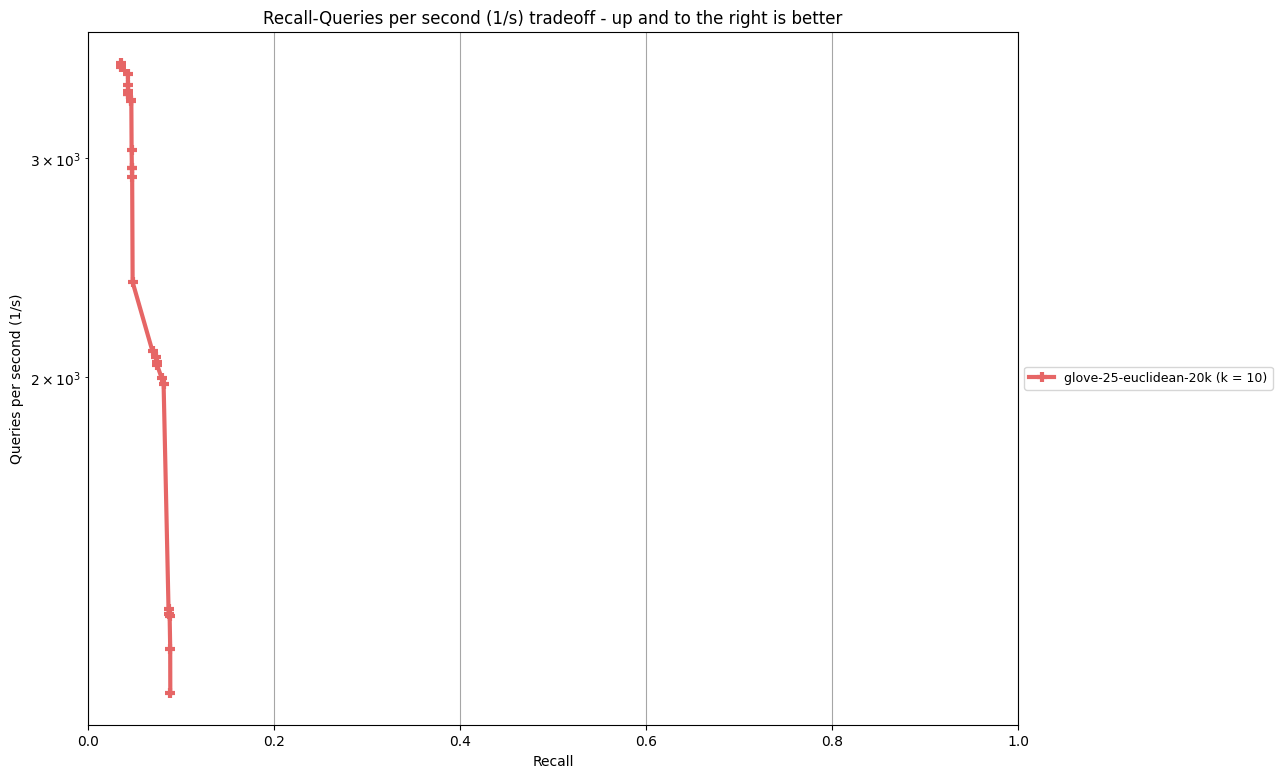 Recall-Queries per second (1/s) tradeoff - up and to the right is better
3 × 10³
2 × 10³
Queries per second (1/s)
glove-25-euclidean-20k (k = 10)
0.0 0.2 0.4 0.6 0.8 1.0
Recall